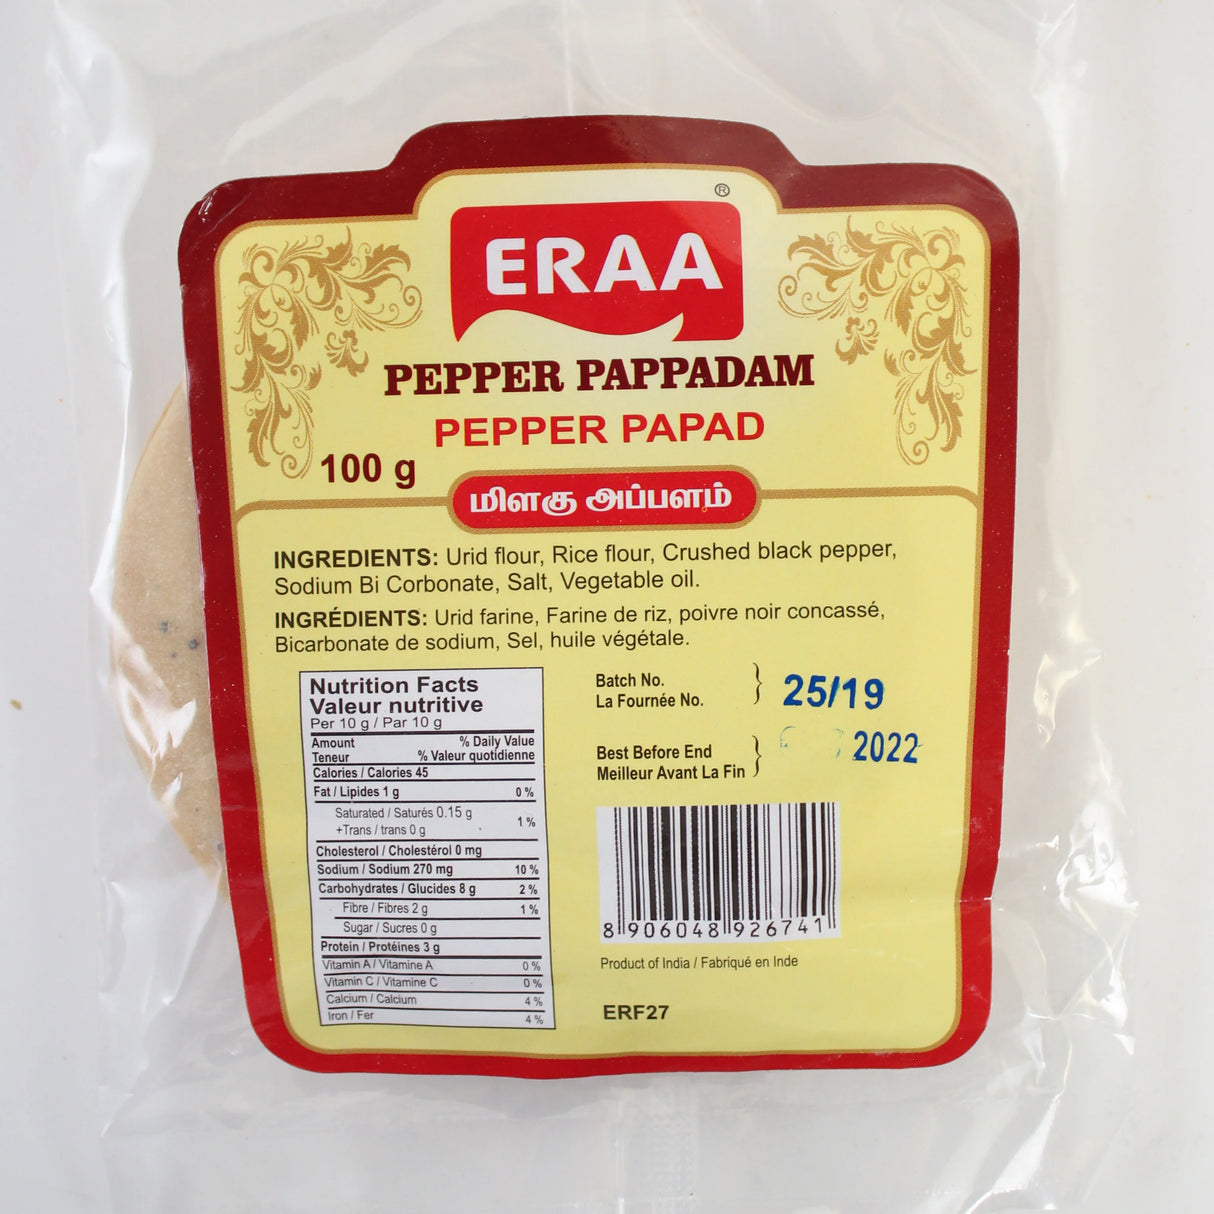 ERAA ®
PEPPER PAPPADAM
PEPPER PAPAD
100 g
மிளகு அப்பளம்
INGREDIENTS: Urid flour, Rice flour, Crushed black pepper,
Sodium Bi Corbonate, Salt, Vegetable oil.
INGRÉDIENTS: Urid farine, Farine de riz, poivre noir concassé,
Bicarbonate de sodium, Sel, huile végétale.
Nutrition Facts
Valeur nutritive
Per 10 g / Par 10 g
Amount % Daily Value
Teneur % Valeur quotidienne
Calories / Calories 45
Fat / Lipides 1 g 0 %
Saturated / Saturés 0.15 g
+Trans / trans 0 g 1 %
Cholesterol / Cholestérol 0 mg
Sodium / Sodium 270 mg 10 %
Carbohydrates / Glucides 8 g 2 %
Fibre / Fibres 2 g 1 %
Sugar / Sucres 0 g
Protein / Protéines 3 g
Vitamin A / Vitamine A 0 %
Vitamin C / Vitamine C 0 %
Calcium / Calcium 4 %
Iron / Fer 4 %
Batch No.
La Fournée No. } 25/19
Best Before End
Meilleur Avant La Fin } 2022
8 906048 926741
Product of India / Fabriqué en Inde
ERF27